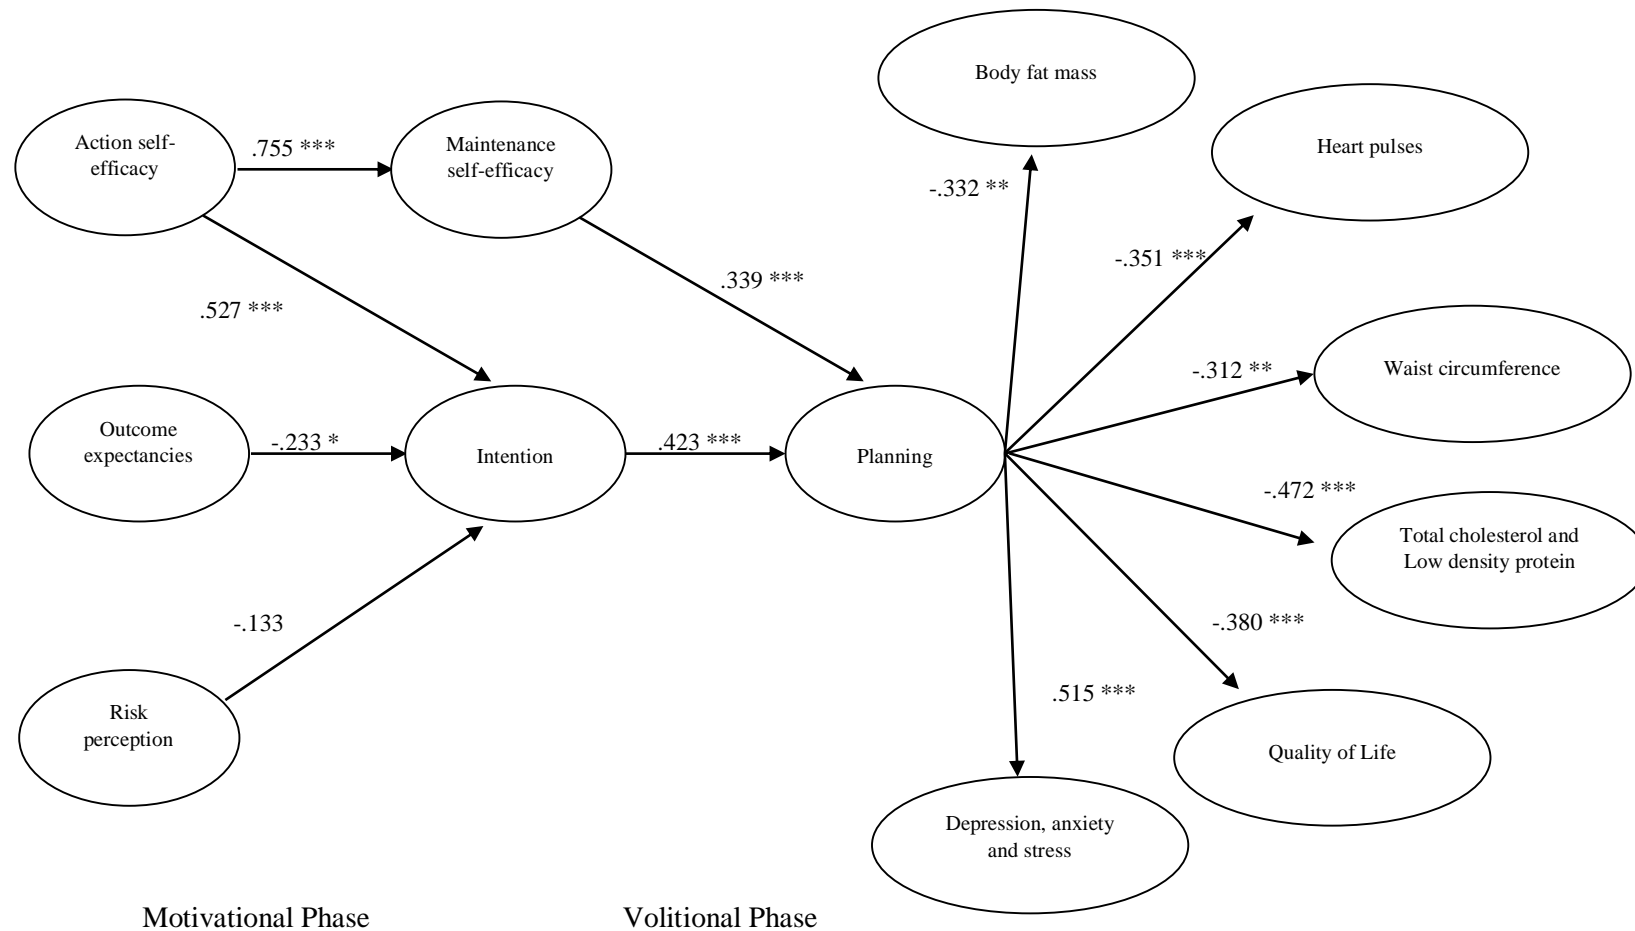 Body fat mass
Action self-
efficacy
.755 ***
Maintenance
self-efficacy
Heart pulses
-.332 **
-.351 ***
.339 ***
.527 ***
-.312 **
Waist circumference
Outcome
expectancies
-.233 *
Intention
.423 ***
Planning
-.472 ***
Total cholesterol and
Low density protein
-.133
-.380 ***
.515 ***
Risk
perception
Quality of Life
Depression, anxiety
and stress
Motivational Phase
Volitional Phase